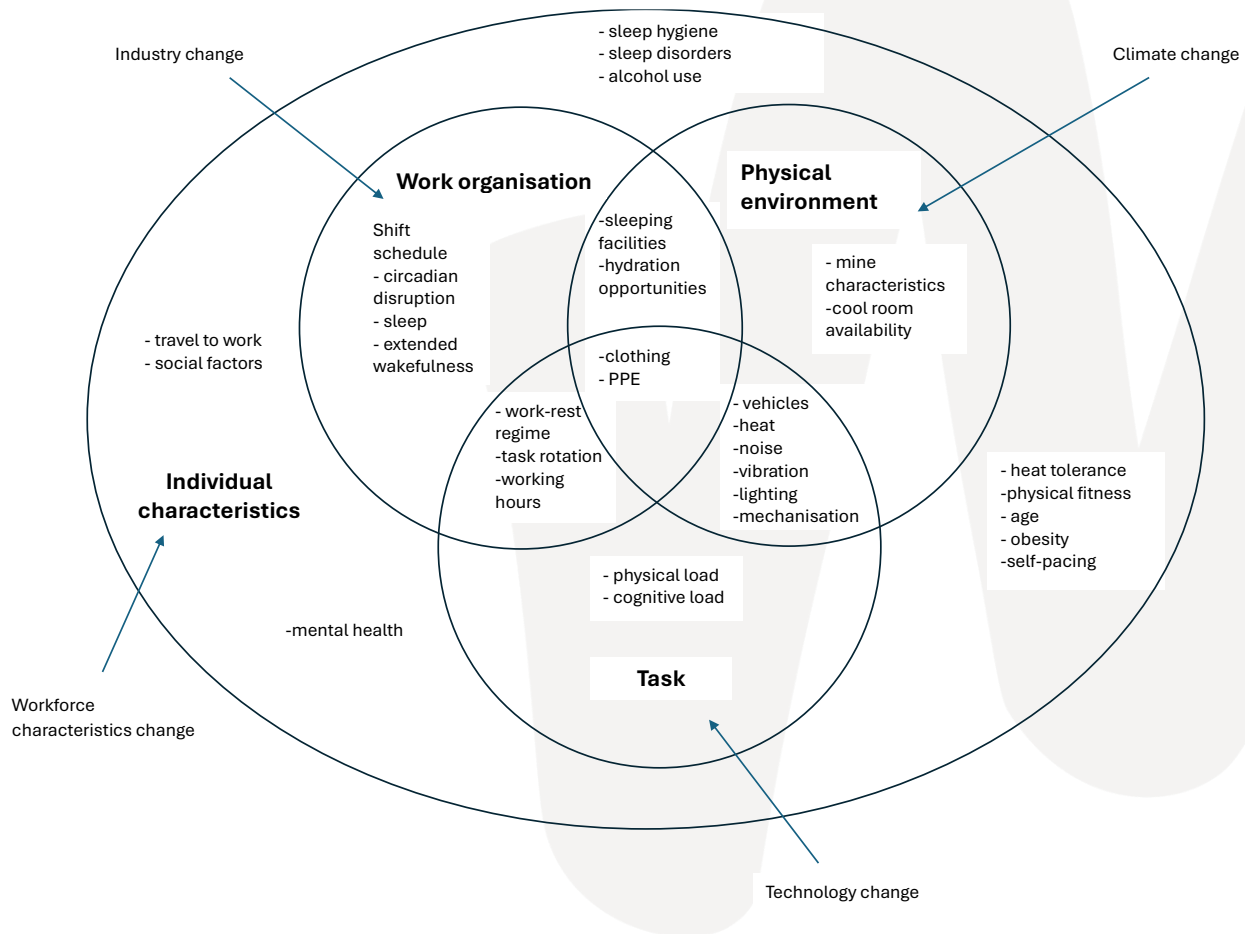 - sleep hygiene
- sleep disorders
- alcohol use
Industry change
Climate change
Work organisation
Physical
environment
Shift
schedule
- circadian
disruption
- sleep
- extended
wakefulness
-sleeping
facilities
-hydration
opportunities
- mine
characteristics
-cool room
availability
- travel to work
- social factors
-clothing
- PPE
- work-rest
regime
-task rotation
-working
hours
- vehicles
-heat
-noise
-vibration
-lighting
-mechanisation
Individual
characteristics
- heat tolerance
-physical fitness
- age
- obesity
-self-pacing
- physical load
- cognitive load
-mental health
Task
Workforce
characteristics change
Technology change